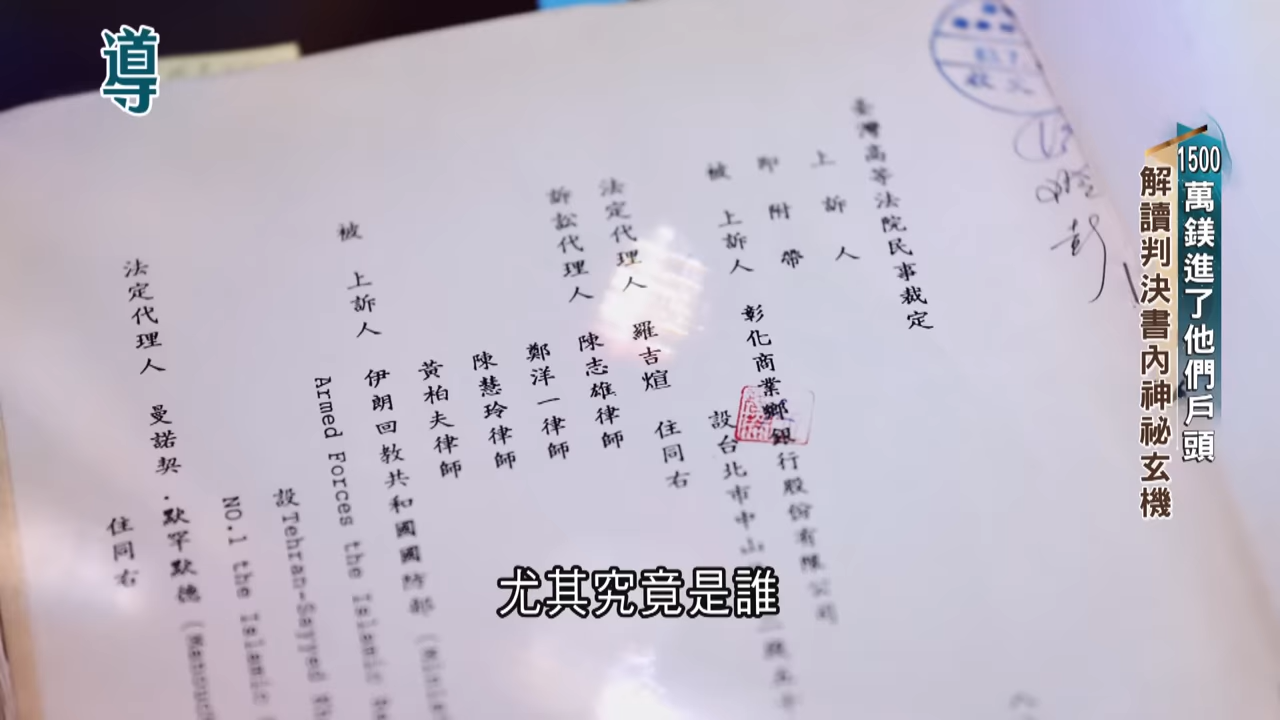 導
1500萬鎂進了他們戶頭
解讀判決書內神祕玄機
臺灣高等法院民事裁定
上訴人
即附帶
被上訴人 彰化商業銀行股份有限公司
設台北市中山
法定代理人 羅吉煊 住同右
訴訟代理人 陳志雄律師
鄭洋一律師
陳慧玲律師
黃柏夫律師
被上訴人 伊朗回教共和國國防部
Armed Forces the Islamic
設Tehran-Sayyed
NO.1 the Islamic
法定代理人 曼諾契.默罕默德
住同右
尤其究竟是誰